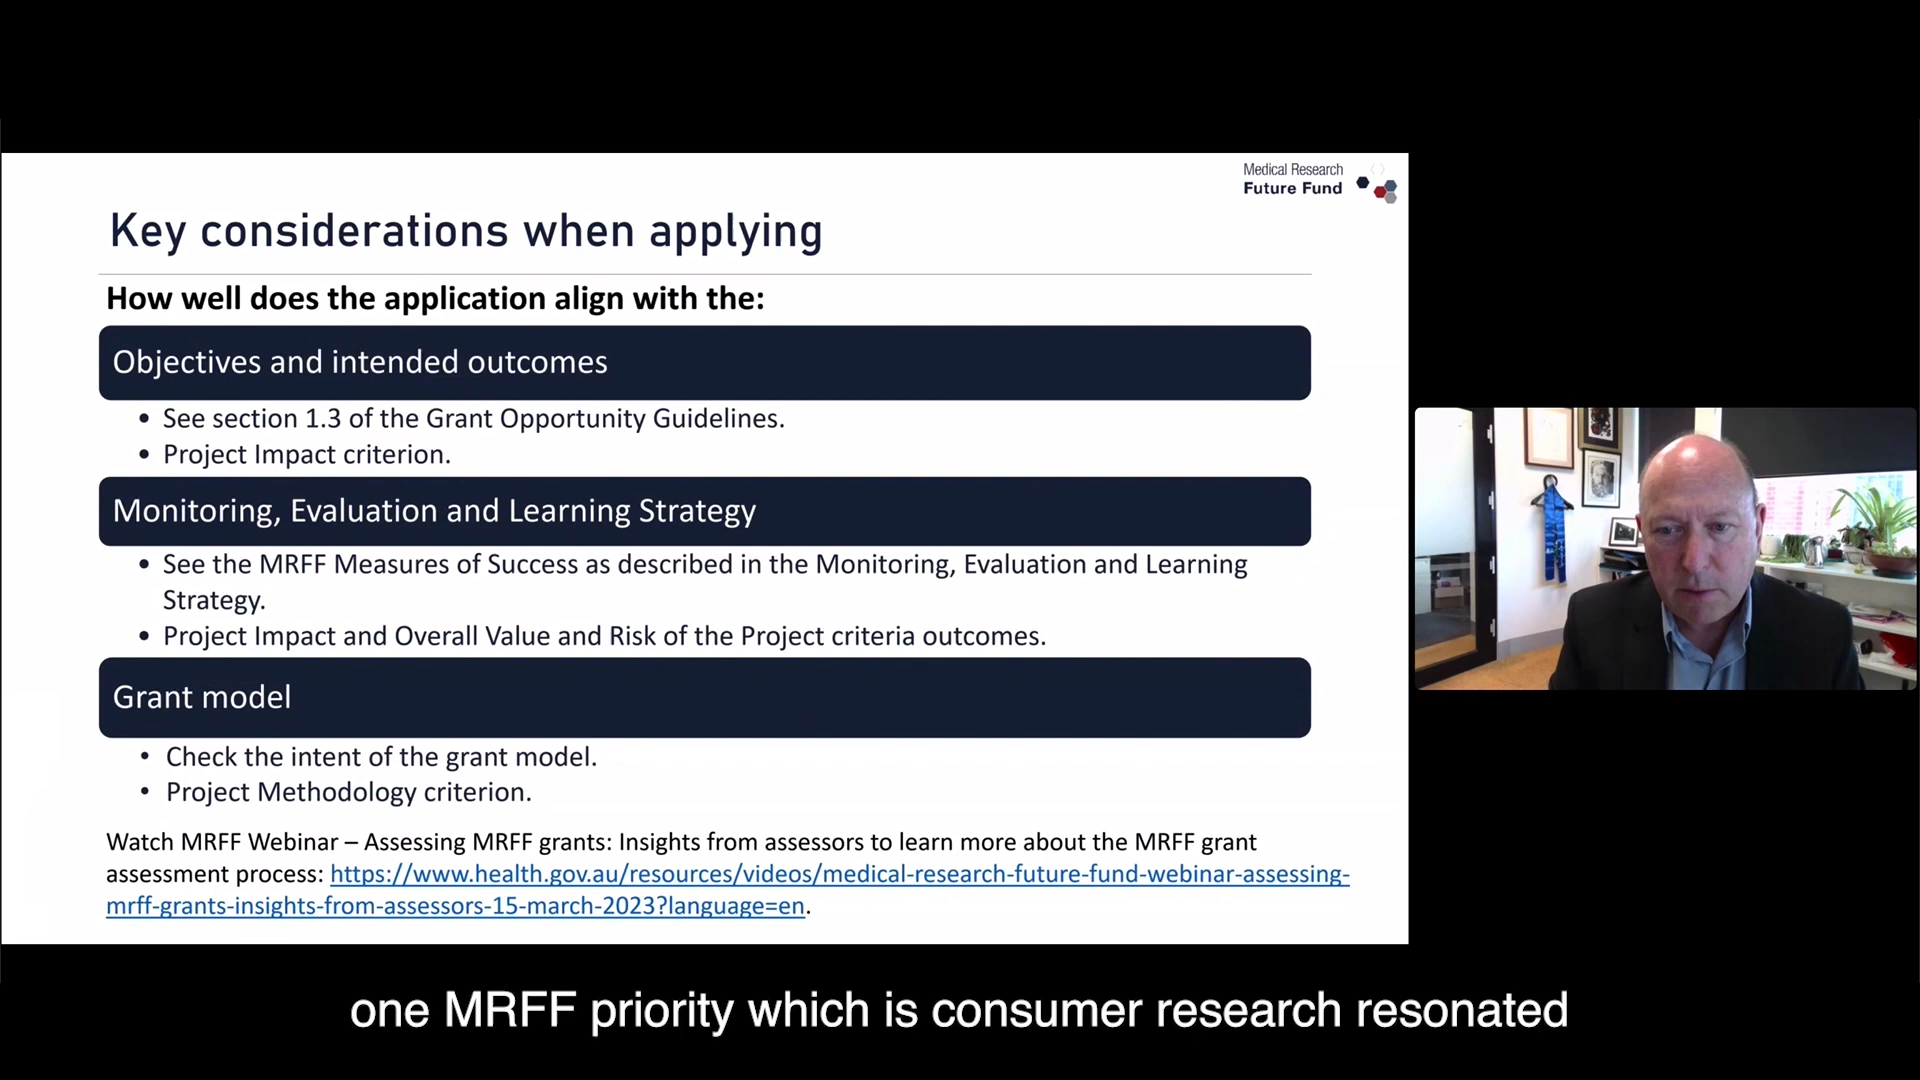 Medical Research
Future Fund
Key considerations when applying
How well does the application align with the:
Objectives and intended outcomes
• See section 1.3 of the Grant Opportunity Guidelines.
• Project Impact criterion.
Monitoring, Evaluation and Learning Strategy
• See the MRFF Measures of Success as described in the Monitoring, Evaluation and Learning
Strategy.
• Project Impact and Overall Value and Risk of the Project criteria outcomes.
Grant model
• Check the intent of the grant model.
• Project Methodology criterion.
Watch MRFF Webinar – Assessing MRFF grants: Insights from assessors to learn more about the MRFF grant
assessment process: https://www.health.gov.au/resources/videos/medical-research-future-fund-webinar-assessing-
mrff-grants-insights-from-assessors-15-march-2023?language=en.
one MRFF priority which is consumer research resonated